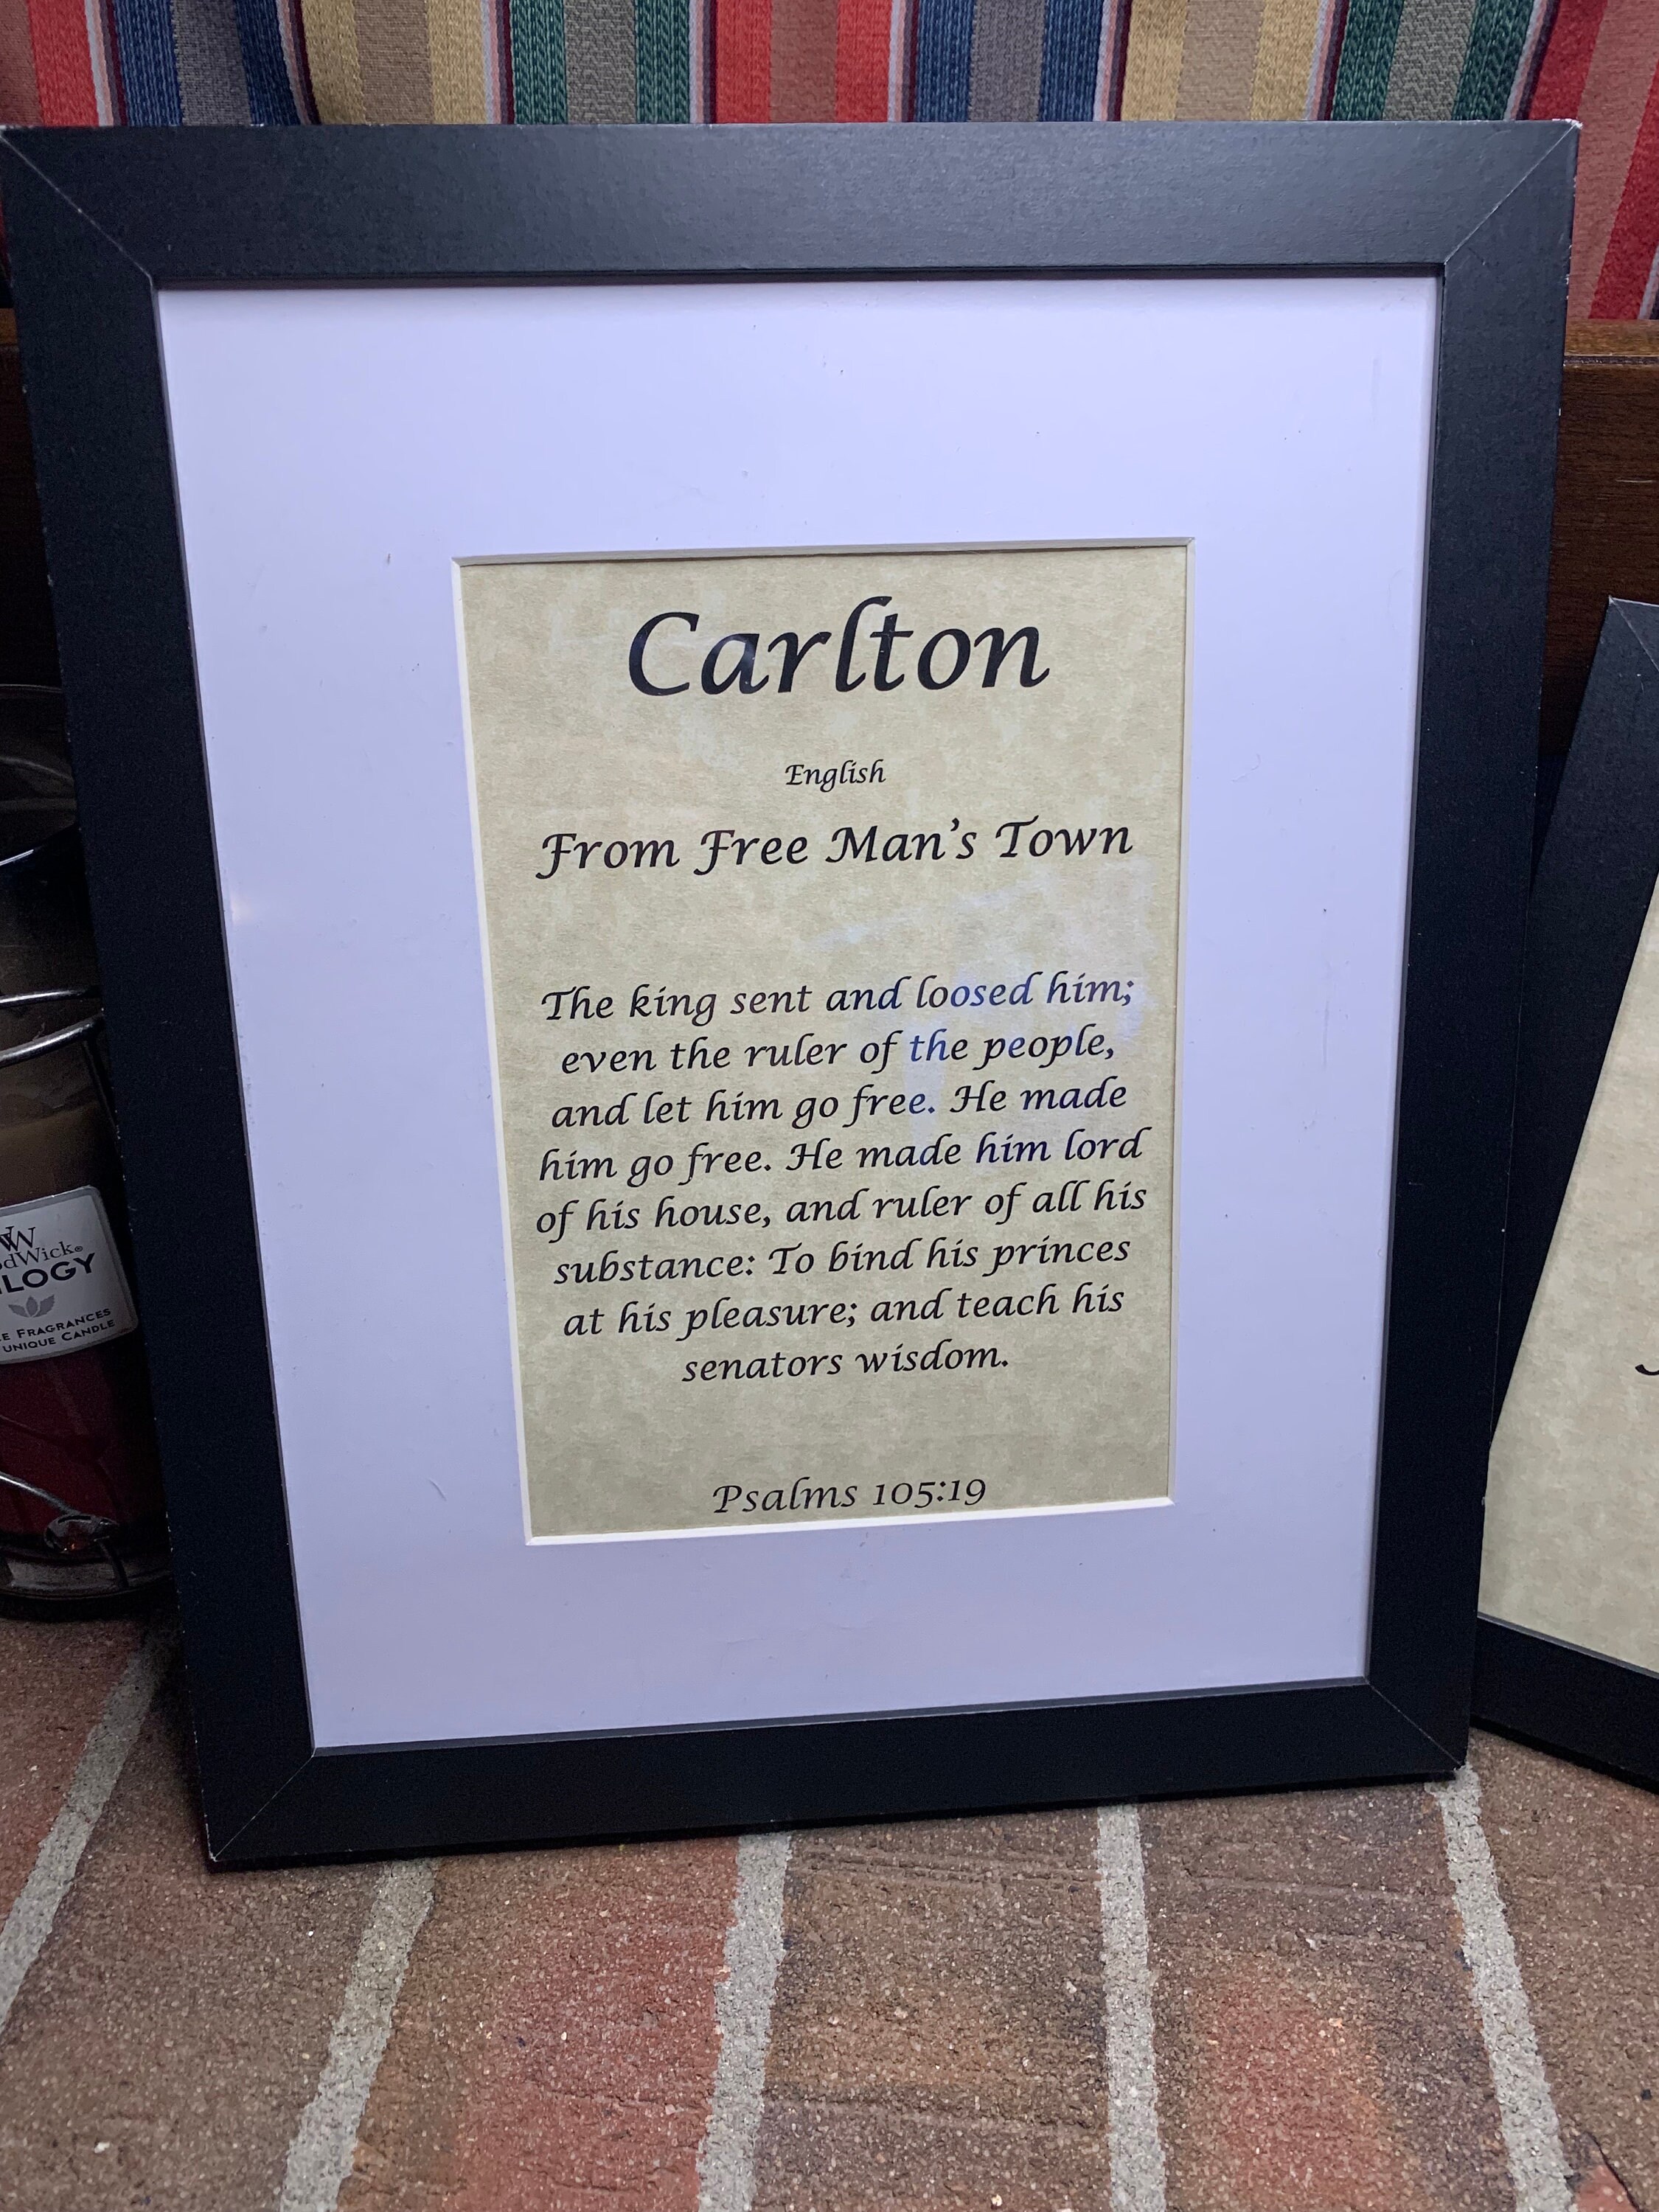 Carlton
English
From Free Man's Town
The king sent and loosed him;
even the ruler of the people,
and let him go free. He made
him go free. He made him lord
of his house, and ruler of all his
substance: To bind his princes
at his pleasure; and teach his
senators wisdom.
Psalms 105:19
WW
dWick®
LOGY
E FRAGRANCES
UNIQUE CANDLE